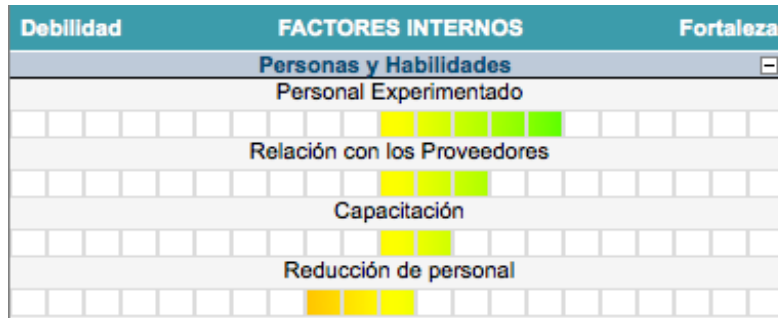 Debilidad FACTORES INTERNOS Fortaleza
Personas y Habilidades
Personal Experimentado
Relación con los Proveedores
Capacitación
Reducción de personal